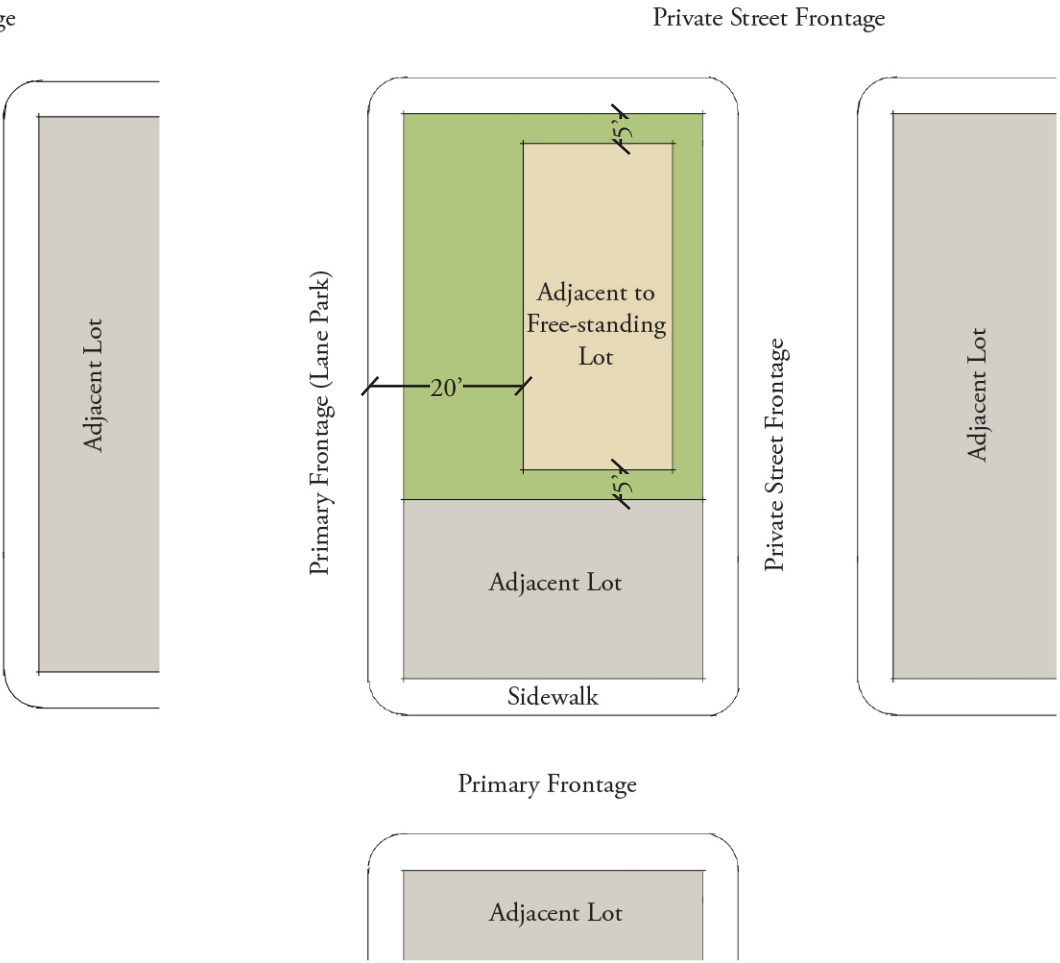 ge
Private Street Frontage
5’
Adjacent to
Free-standing
Lot
20’
5’
Primary Frontage (Lane Park)
Private Street Frontage
Adjacent Lot
Adjacent Lot
Adjacent Lot
Sidewalk
Primary Frontage
Adjacent Lot